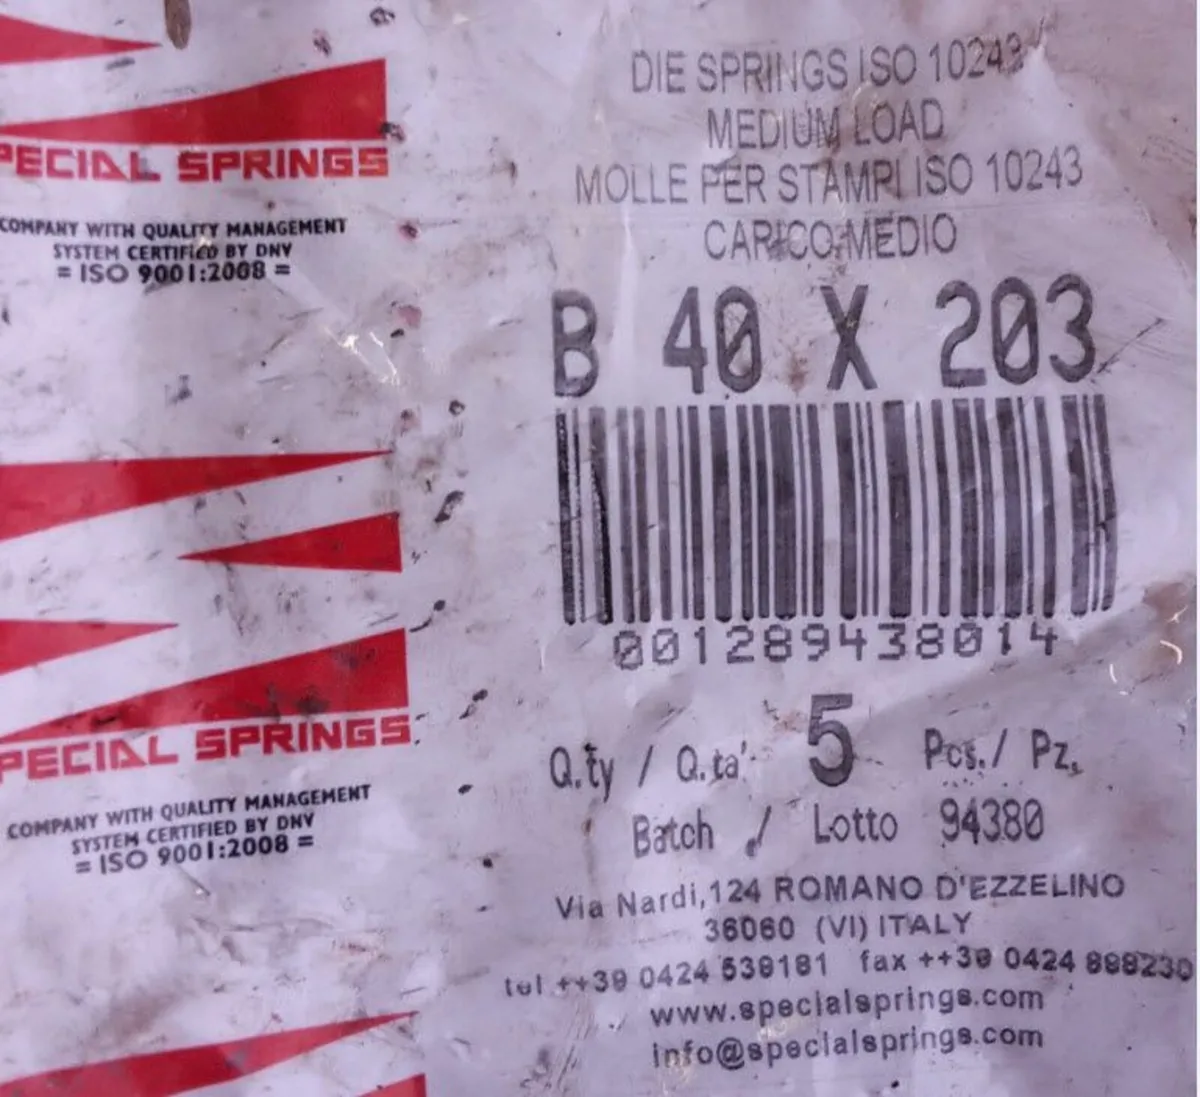 PECIAL SPRINGS
COMPANY WITH QUALITY MANAGEMENT
SYSTEM CERTIFIED BY DNV
= ISO 9001:2008 =
PECIAL SPRINGS
COMPANY WITH QUALITY MANAGEMENT
SYSTEM CERTIFIED BY DNV
= ISO 9001:2008 =
DIE SPRINGS ISO 10243
MEDIUM LOAD
MOLLE PER STAMPI ISO 10243
CARICO MEDIO
B 40 X 203
001289438014
Q.ty / Q.ta' 5 Pcs./ Pz.
Batch / Lotto 94380
Via Nardi,124 ROMANO D'EZZELINO
36060 (VI) ITALY
tel ++39 0424 539181 fax ++39 0424 898230
www.specialsprings.com
info@specialsprings.com